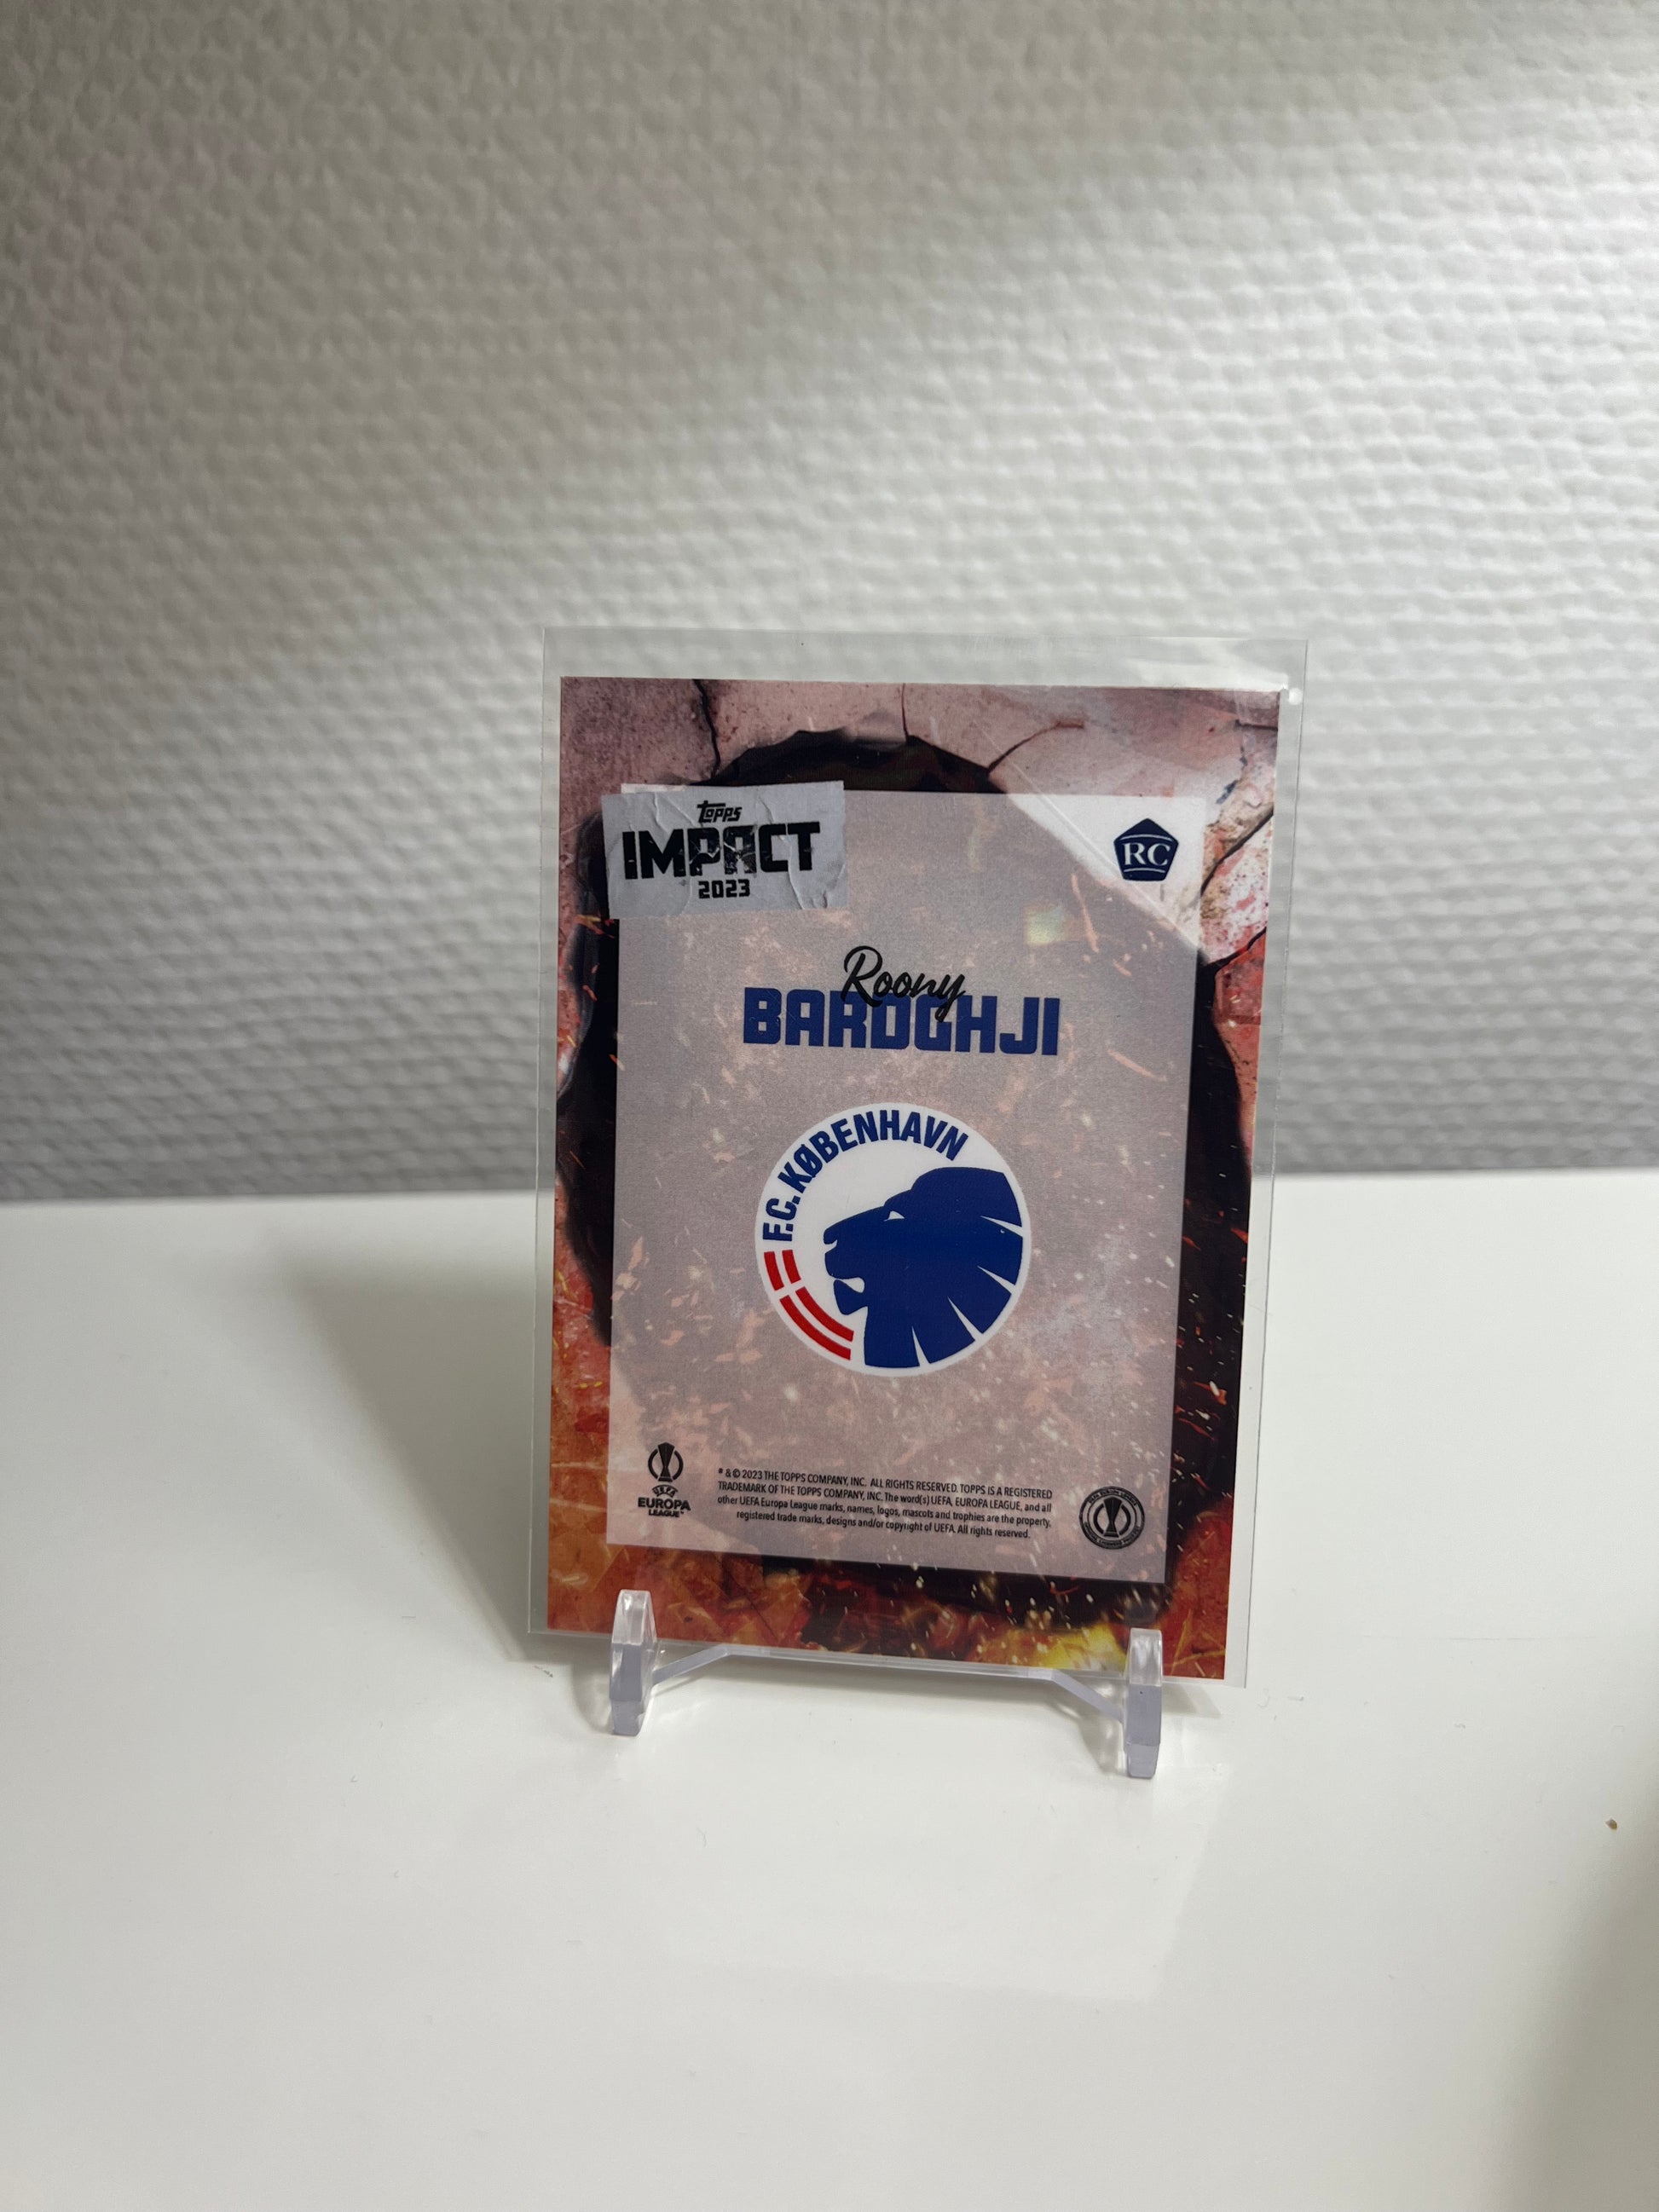 Topps
IMPACT
2023
RC
Roony
BARDGHJI
F.C. KØBENHAVN
UEFA
EUROPA
LEAGUE™
® & © 2023 THE TOPPS COMPANY, INC. ALL RIGHTS RESERVED. TOPPS IS A REGISTERED
TRADEMARK OF THE TOPPS COMPANY, INC. The word(s) UEFA, EUROPA LEAGUE, and all
other UEFA Europa League marks, names, logos, mascots and trophies are the property,
registered trade marks, designs and/or copyright of UEFA. All rights reserved.